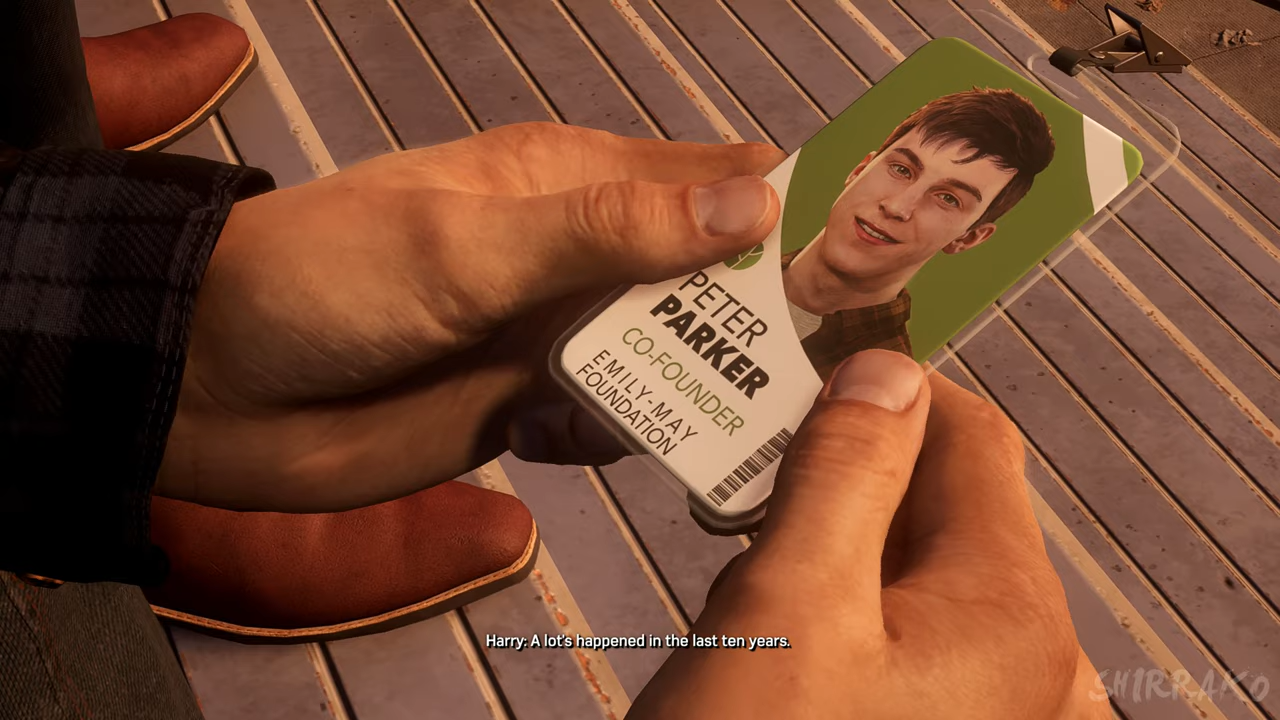 PETER
PARKER
CO-FOUNDER
EMILY-MAY
FOUNDATION
Harry: A lot's happened in the last ten years.
SHIRRAKO